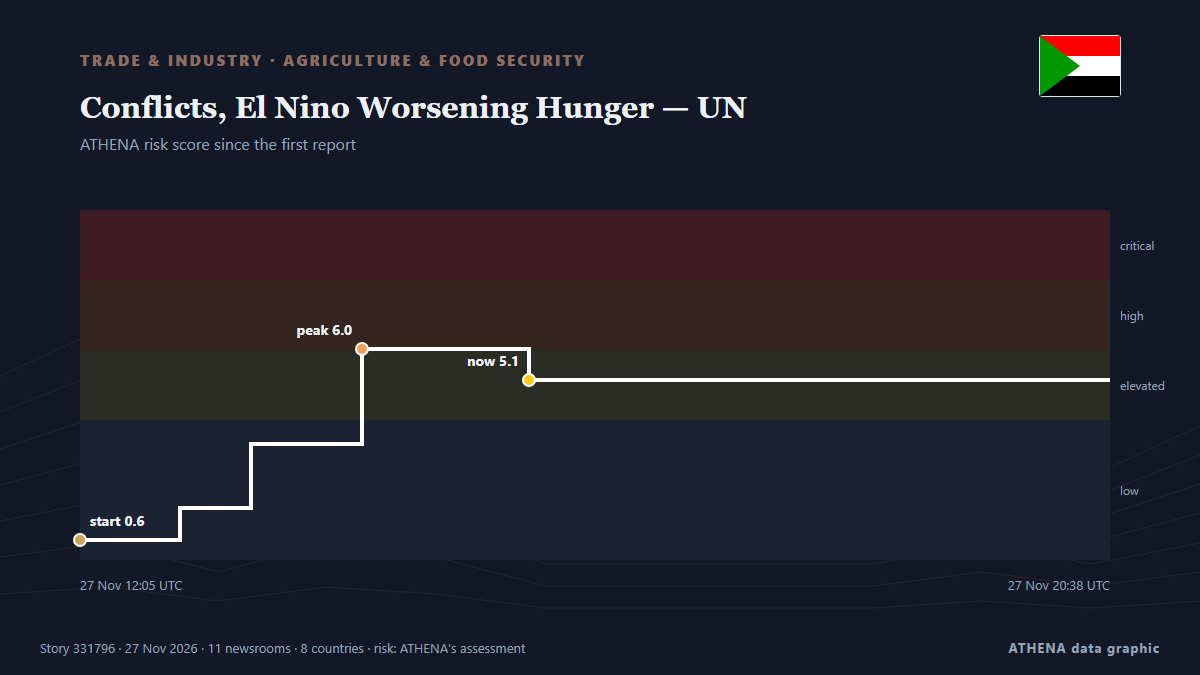 TRADE & INDUSTRY · AGRICULTURE & FOOD SECURITY
Conflicts, El Nino Worsening Hunger — UN
ATHENA risk score since the first report
critical
peak 6.0
high
now 5.1
elevated
start 0.6
low
27 Nov 12:05 UTC
27 Nov 20:38 UTC
Story 331796 · 27 Nov 2026 · 11 newsrooms · 8 countries · risk: ATHENA's assessment
ATHENA data graphic